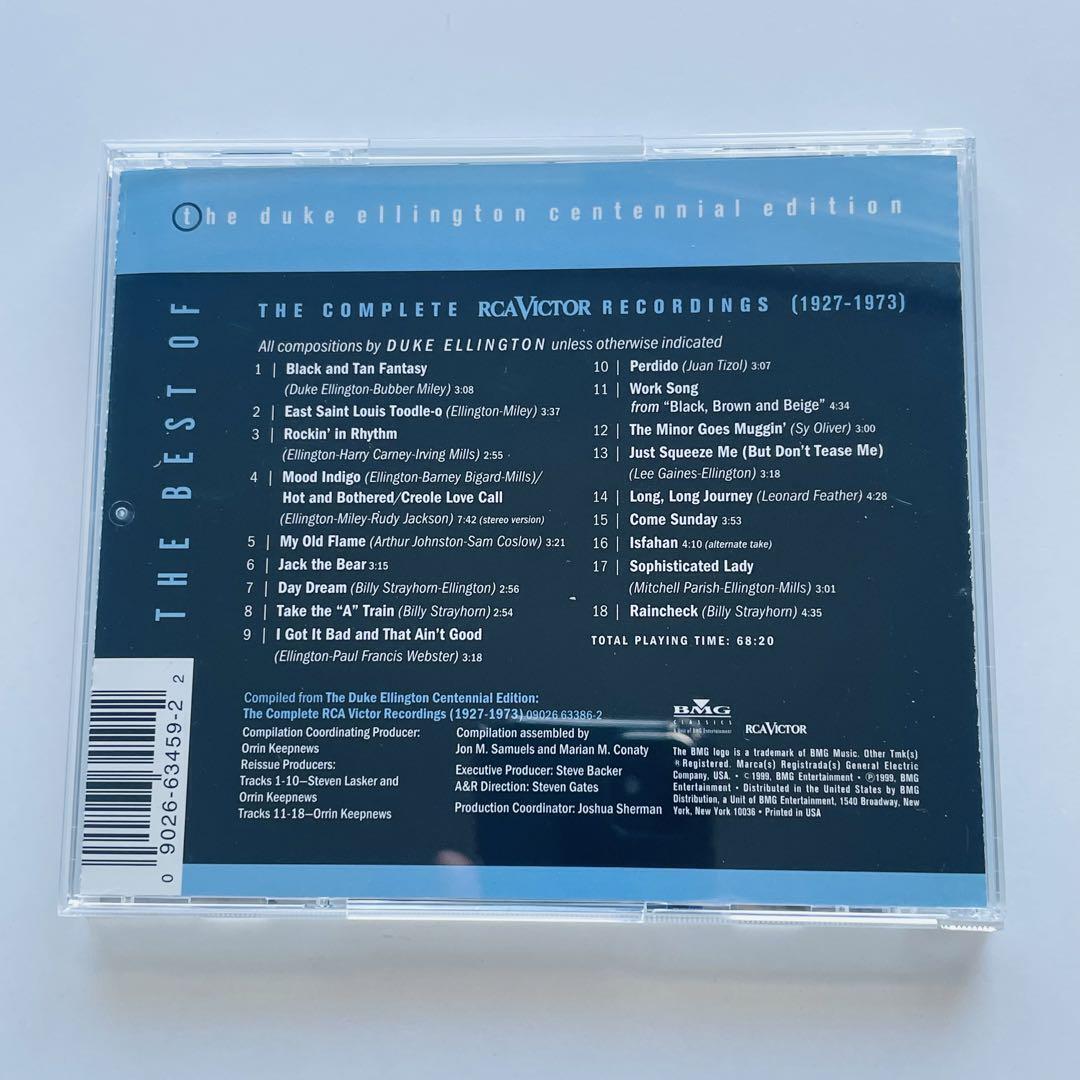 the duke ellington centennial edition
THE BEST OF
THE COMPLETE RCA VICTOR RECORDINGS (1927-1973)
All compositions by DUKE ELLINGTON unless otherwise indicated
1 | Black and Tan Fantasy
(Duke Ellington-Bubber Miley) 3:08
2 | East Saint Louis Toodle-o (Ellington-Miley) 3:37
3 | Rockin' in Rhythm
(Ellington-Harry Carney-Irving Mills) 2:55
4 | Mood Indigo (Ellington-Barney Bigard-Mills)/
Hot and Bothered/Creole Love Call
(Ellington-Miley-Rudy Jackson) 7:42 (stereo version)
5 | My Old Flame (Arthur Johnston-Sam Coslow) 3:21
6 | Jack the Bear 3:15
7 | Day Dream (Billy Strayhorn-Ellington) 2:56
8 | Take the "A" Train (Billy Strayhorn) 2:54
9 | I Got It Bad and That Ain't Good
(Ellington-Paul Francis Webster) 3:18
10 | Perdido (Juan Tizol) 3:07
11 | Work Song
from "Black, Brown and Beige" 4:34
12 | The Minor Goes Muggin' (Sy Oliver) 3:00
13 | Just Squeeze Me (But Don't Tease Me)
(Lee Gaines-Ellington) 3:18
14 | Long, Long Journey (Leonard Feather) 4:28
15 | Come Sunday 3:53
16 | Isfahan 4:10 (alternate take)
17 | Sophisticated Lady
(Mitchell Parish-Ellington-Mills) 3:01
18 | Raincheck (Billy Strayhorn) 4:35
TOTAL PLAYING TIME: 68:20
Compiled from The Duke Ellington Centennial Edition:
The Complete RCA Victor Recordings (1927-1973) 09026 63386-2
Compilation Coordinating Producer:
Orrin Keepnews
Reissue Producers:
Tracks 1-10—Steven Lasker and
Orrin Keepnews
Tracks 11-18—Orrin Keepnews
Compilation assembled by
Jon M. Samuels and Marian M. Conaty
Executive Producer: Steve Backer
A&R Direction: Steven Gates
Production Coordinator: Joshua Sherman
BMG
CLASSICS
A Unit of BMG Entertainment
RCA VICTOR
The BMG logo is a trademark of BMG Music. Other Tmk(s)
® Registered. Marca(s) Registrada(s) General Electric
Company, USA. • © 1999, BMG Entertainment • ℗ 1999, BMG
Entertainment • Distributed in the United States by BMG
Distribution, a Unit of BMG Entertainment, 1540 Broadway, New
York, New York 10036 • Printed in USA
0 9026-63459-2 2